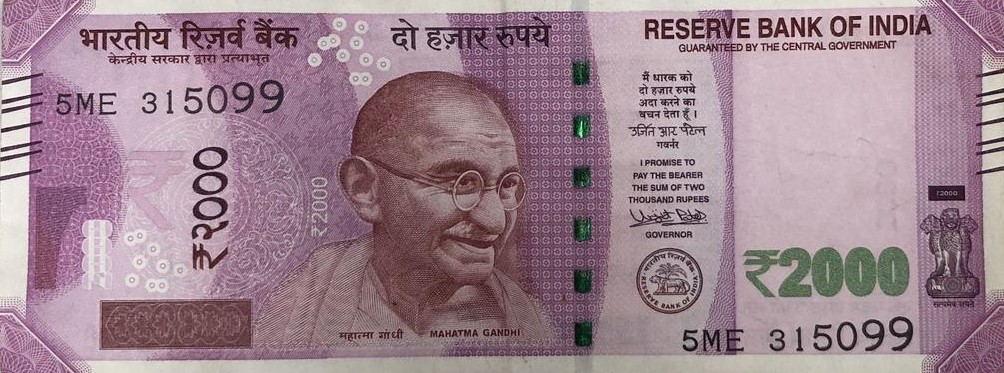 भारतीय रिज़र्व बैंक
केन्द्रीय सरकार द्वारा प्रत्याभूत
दो हज़ार रुपये
RESERVE BANK OF INDIA
GUARANTEED BY THE CENTRAL GOVERNMENT
5ME 315099
₹२०००
₹2000
मैं धारक को
दो हज़ार रुपये
अदा करने का
वचन देता हूँ।
उर्जित आर पटेल
गवर्नर
I PROMISE TO
PAY THE BEARER
THE SUM OF TWO
THOUSAND RUPEES
GOVERNOR
भारतीय रिज़र्व बैंक
RESERVE BANK OF INDIA
₹2000
₹2000
सत्यमेव जयते
महात्मा गांधी
MAHATMA GANDHI
5ME 315099